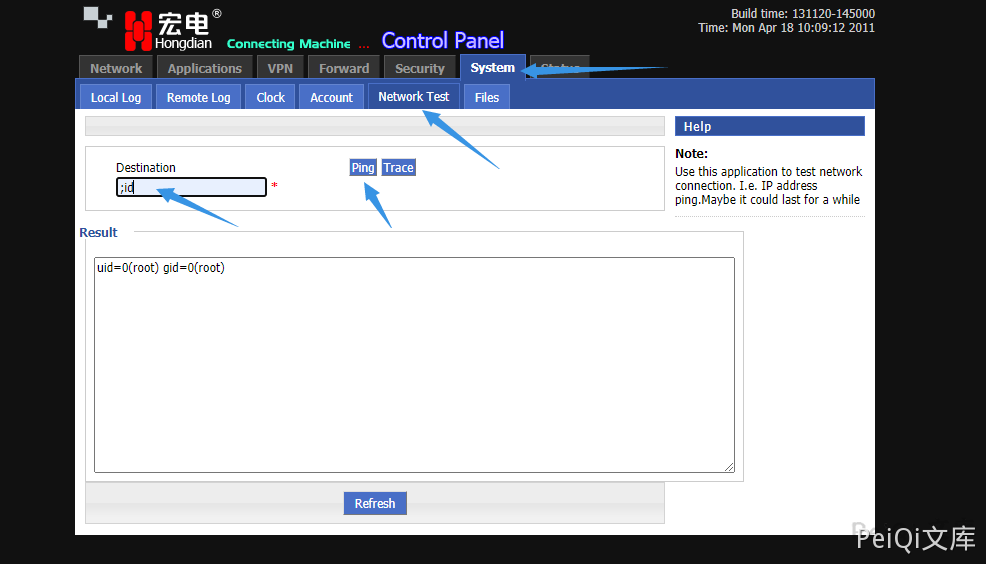 宏电®
Hongdian
Connecting Machine ...
Control Panel
Build time: 131120-145000
Time: Mon Apr 18 10:09:12 2011
Network Applications VPN Forward Security System Status
Local Log Remote Log Clock Account Network Test Files
Help
Destination
Ping Trace
;id *
Note:
Use this application to test network
connection. I.e. IP address
ping.Maybe it could last for a while
Result
uid=0(root) gid=0(root)
Refresh
PeiQi文库